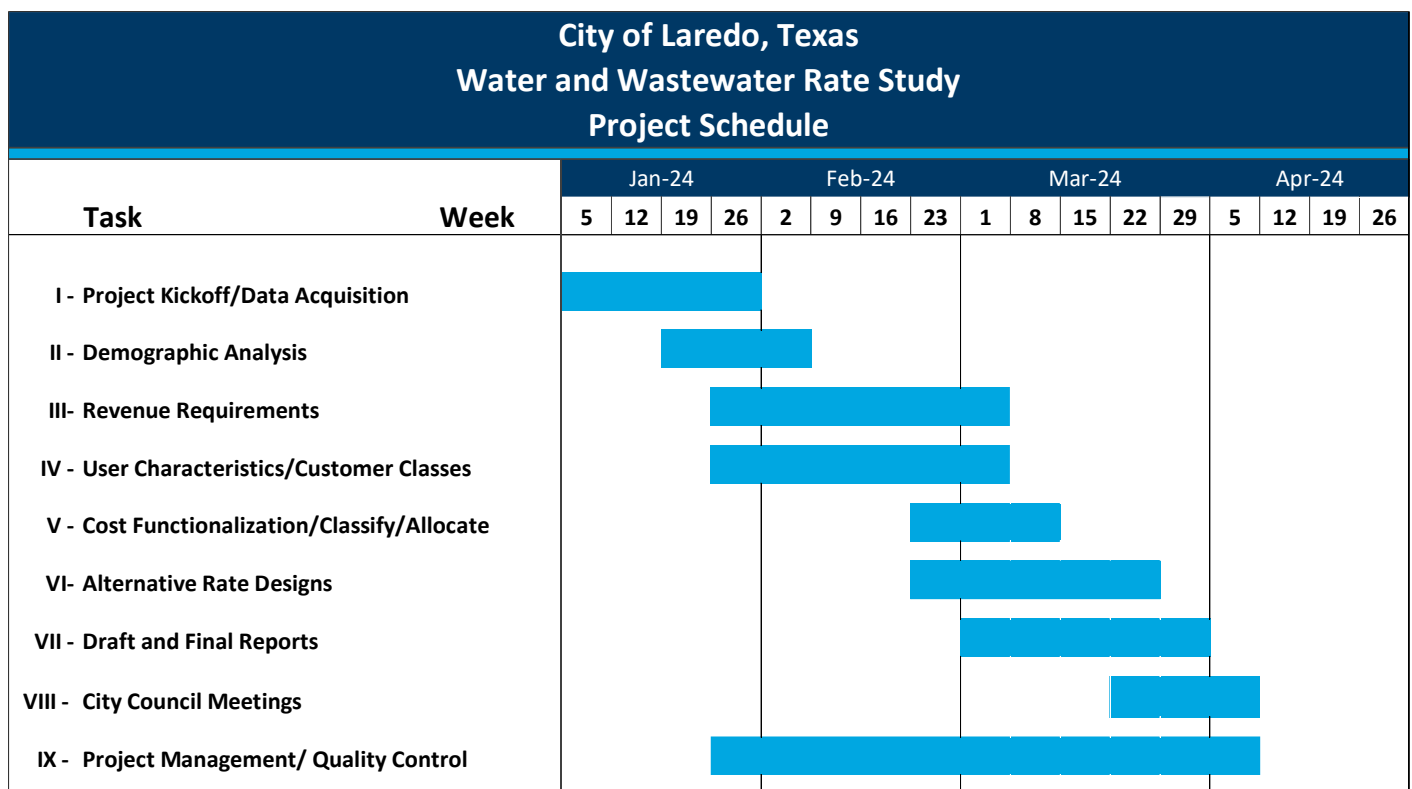 City of Laredo, Texas
Water and Wastewater Rate Study
Project Schedule
Jan-24 Feb-24 Mar-24 Apr-24
Task Week 5 12 19 26 2 9 16 23 1 8 15 22 29 5 12 19 26
I - Project Kickoff/Data Acquisition
II - Demographic Analysis
III- Revenue Requirements
IV - User Characteristics/Customer Classes
V - Cost Functionalization/Classify/Allocate
VI- Alternative Rate Designs
VII - Draft and Final Reports
VIII - City Council Meetings
IX - Project Management/ Quality Control